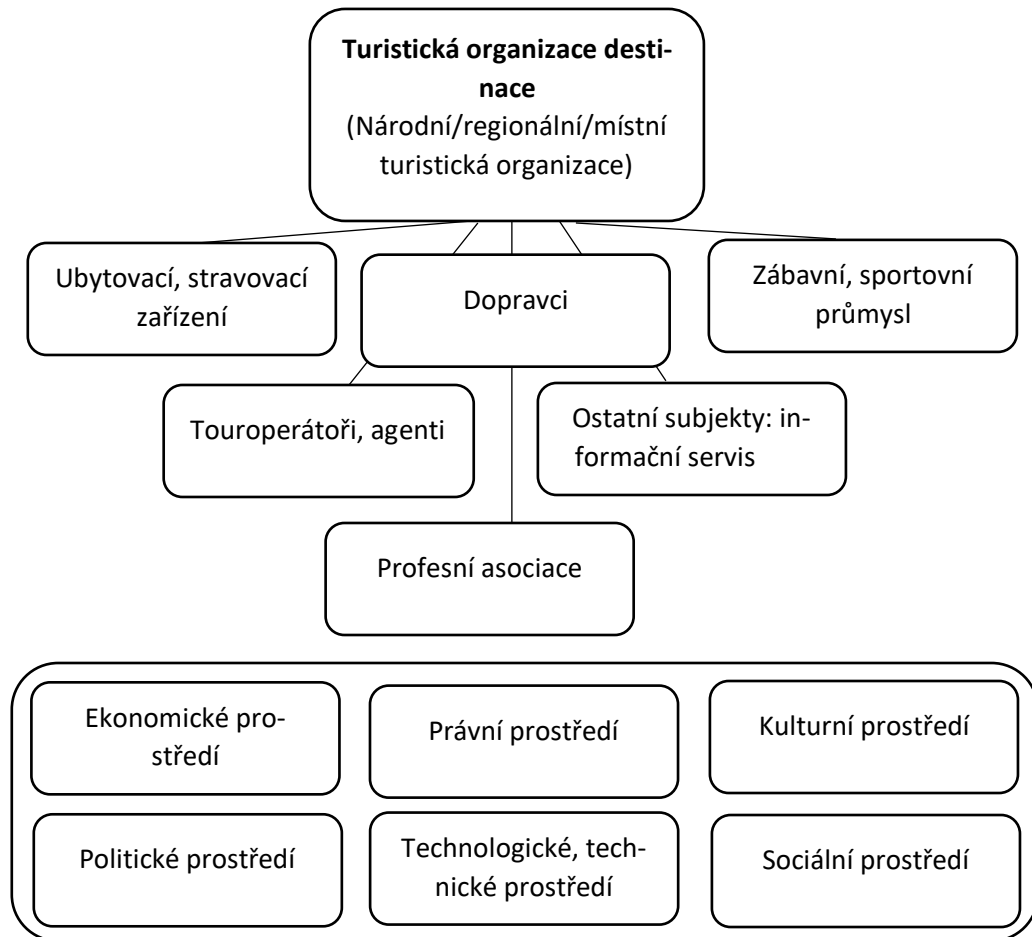 Turistická organizace desti-
nace
(Národní/regionální/místní
turistická organizace)
Ubytovací, stravovací
zařízení
Dopravci
Zábavní, sportovní
průmysl
Touroperátoři, agenti
Ostatní subjekty: in-
formační servis
Profesní asociace
Ekonomické pro-
středí
Právní prostředí
Kulturní prostředí
Politické prostředí
Technologické, tech-
nické prostředí
Sociální prostředí